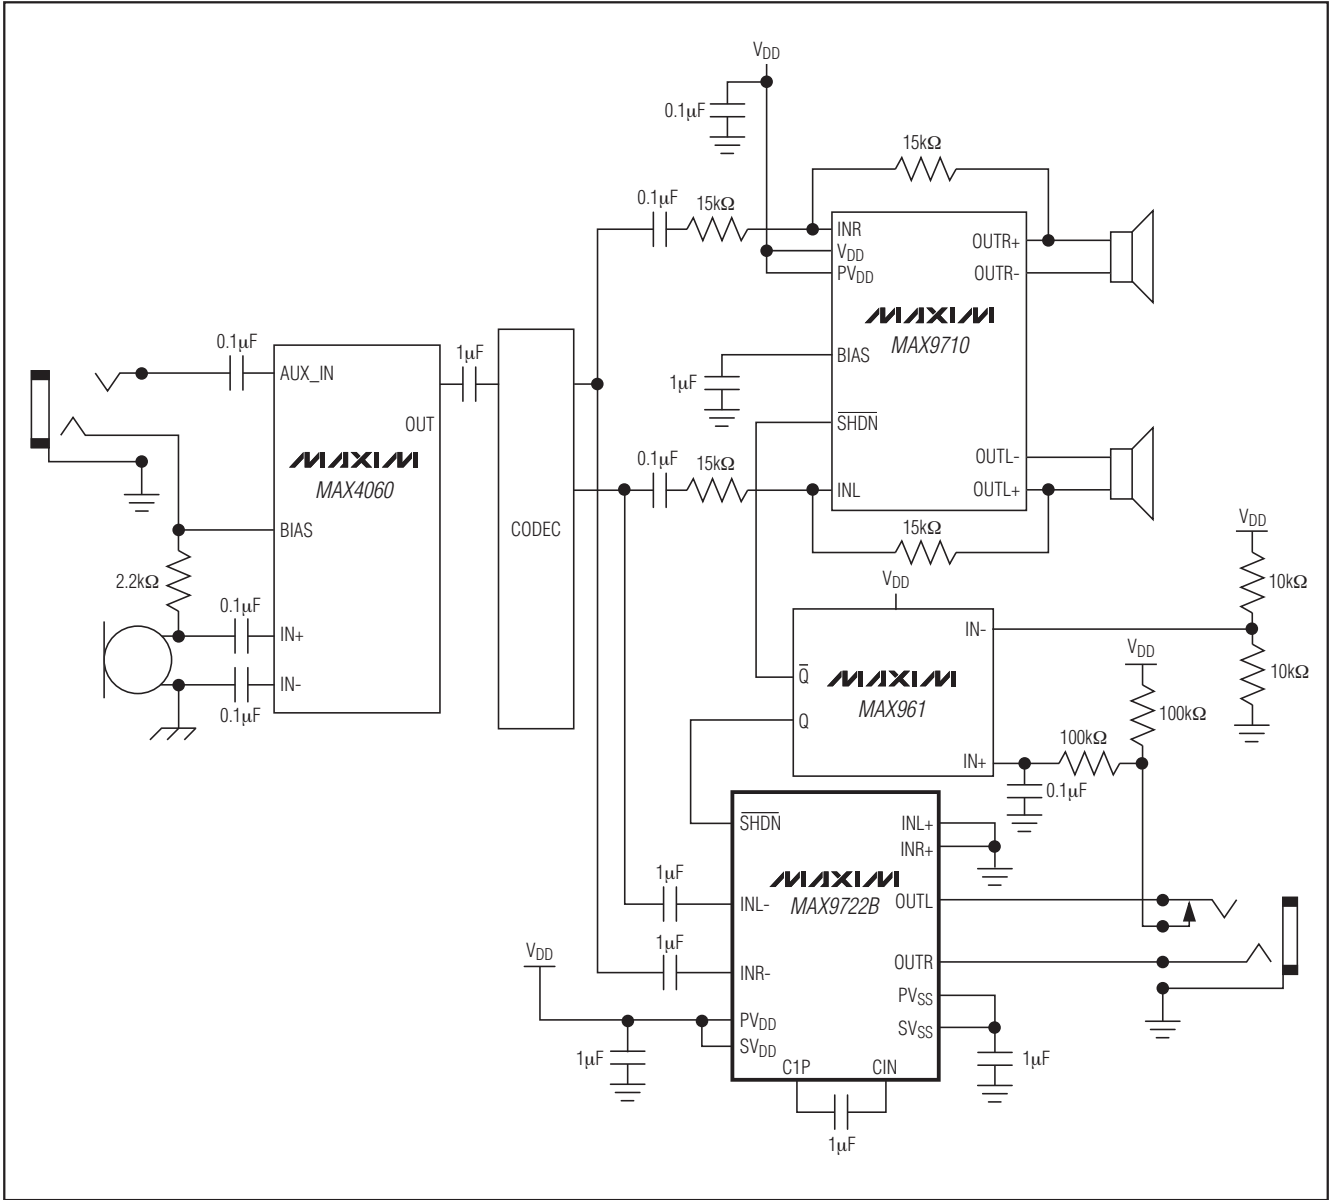 VDD
0.1µF
15kΩ
0.1µF
15kΩ
INR
VDD
PVDD
OUTR+
OUTR-
MAXIM
MAX9710
BIAS
1µF
SHDN
OUTL-
OUTL+
INL
0.1µF
15kΩ
15kΩ
0.1µF
AUX_IN
1µF
OUT
MAXIM
MAX4060
BIAS
2.2kΩ
0.1µF
IN+
IN-
0.1µF
CODEC
VDD
10kΩ
10kΩ
VDD
IN-
Q
MAXIM
MAX961
Q
IN+
VDD
100kΩ
100kΩ
0.1µF
SHDN
INL+
INR+
MAXIM
MAX9722B
1µF
INL-
OUTL
1µF
INR-
OUTR
VDD
PVDD
SVDD
PVSS
SVSS
1µF
1µF
C1P
CIN
1µF